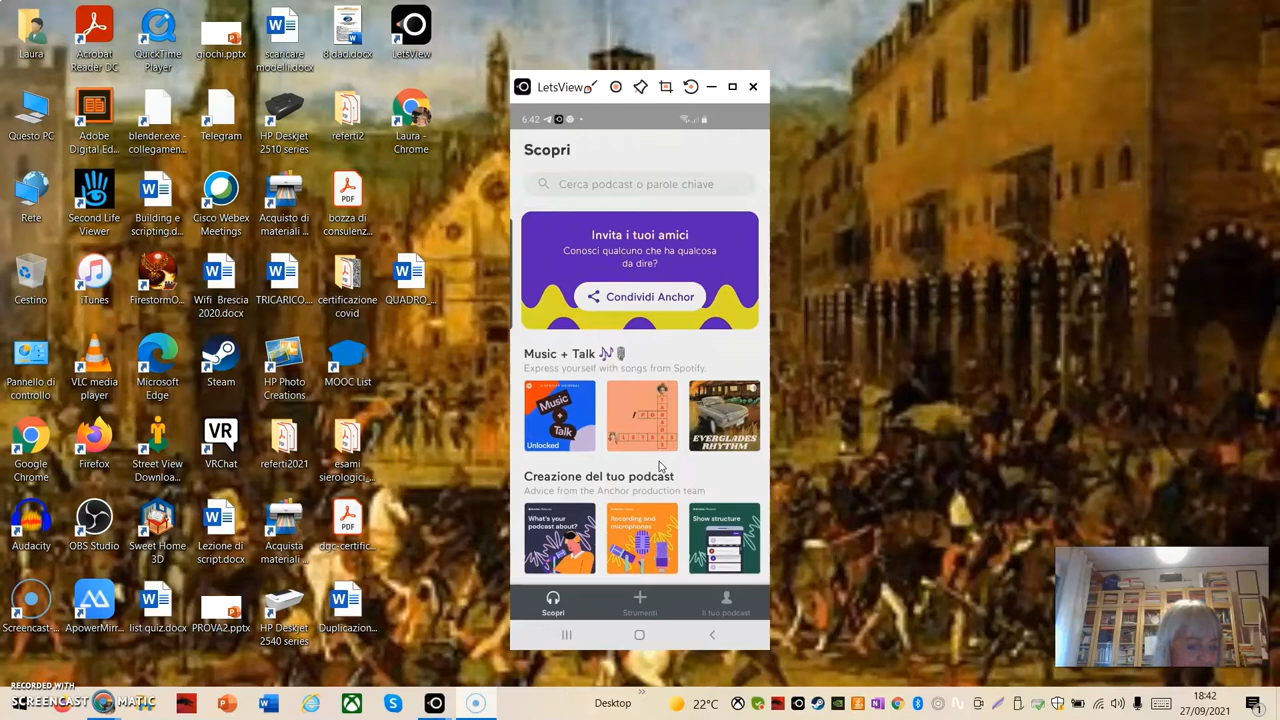 Laura
Acrobat
Reader DC
QuickTime
Player
giochi.pptx
scaricare
modelli.docx
8 dad.docx
LetsView
Questo PC
Adobe
Digital Ed...
blender.exe -
collegamen...
Telegram
HP Deskjet
2510 series
referti2
Laura -
Chrome
Rete
Second Life
Viewer
Building e
scripting.d...
Cisco Webex
Meetings
Acquisto di
materiali ...
PDF
bozza di
consulenz...
Cestino
iTunes
FirestormO...
Wifi Brescia
2020.docx
TRICARICO....
certificazione
covid
QUADRO_...
Pannello di
controllo
VLC media
player
Microsoft
Edge
Steam
HP Photo
Creations
MOOC List
Google
Chrome
Firefox
Street View
Downloa...
VR
VRChat
referti2021
esami
sierologici_...
Audacity
OBS Studio
Sweet Home
3D
Lezione di
script.docx
Acquista
materiali ...
PDF
dgc-certific...
Screencast-...
ApowerMirr...
list quiz.docx
PROVA2.pptx
HP Deskjet
2540 series
Duplicazion...
LetsView
6:42
Scopri
Cerca podcast o parole chiave
Invita i tuoi amici
Conosci qualcuno che ha qualcosa
da dire?
Condividi Anchor
Music + Talk
Express yourself with songs from Spotify.
Music
+
Talk
Unlocked
EVERGLADES
RHYTHM
Creazione del tuo podcast
Advice from the Anchor production team
What's your
podcast about?
Recording and
microphones
Show structure
Scopri
Strumenti
Il tuo podcast
RECORDED WITH
SCREENCAST MATIC
Desktop
22°C
18:42
27/09/2021